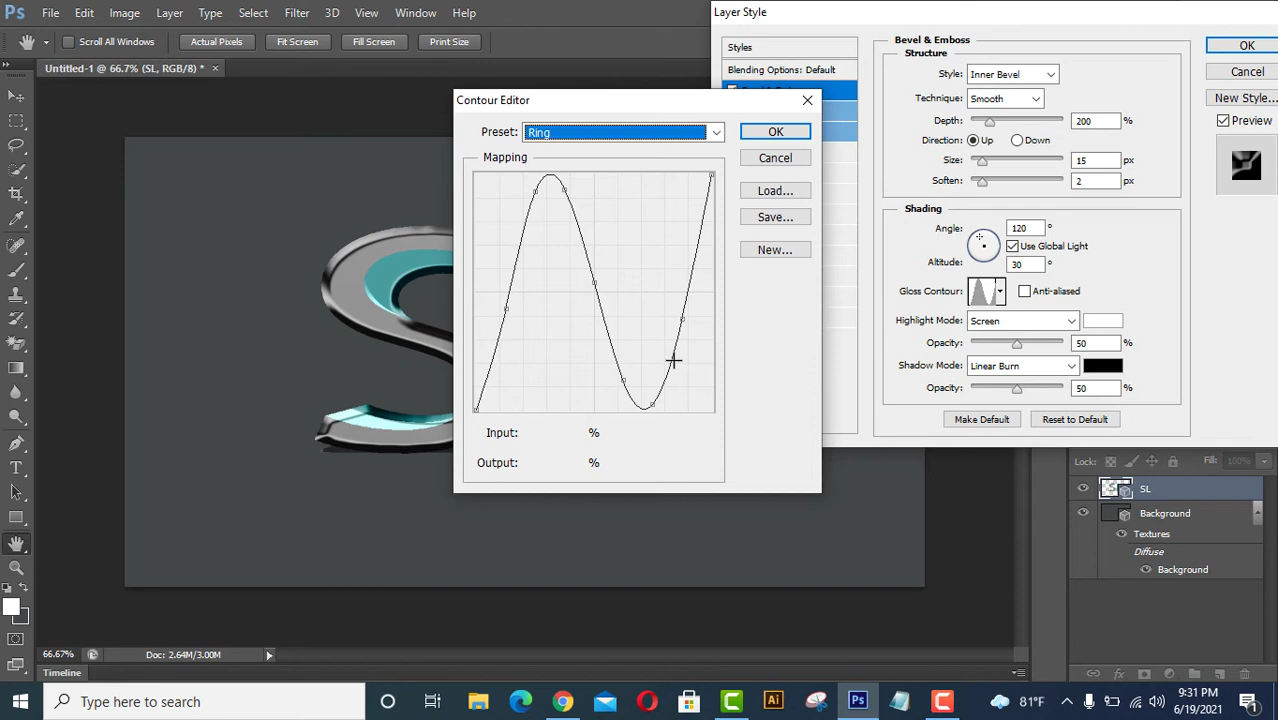 Ps File Edit Image Layer Type Select Filter 3D View Window Help
Scroll All Windows Actual Pixels Fit Screen Fill Screen Print Size
Untitled-1 @ 66.7% (SL, RGB/8) * ×
Layer Style
Styles
Blending Options: Default
Bevel & Emboss
Structure
Style: Inner Bevel
Technique: Smooth
Depth: 200 %
Direction: Up Down
Size: 15 px
Soften: 2 px
Shading
Angle: 120 °
Use Global Light
Altitude: 30 °
Gloss Contour: Anti-aliased
Highlight Mode: Screen
Opacity: 50 %
Shadow Mode: Linear Burn
Opacity: 50 %
Make Default Reset to Default
OK
Cancel
New Style...
Preview
Contour Editor
Preset: Ring
Mapping
Input: %
Output: %
OK
Cancel
Load...
Save...
New...
S
Lock: Fill: 100%
SL
Background
Textures
Diffuse
Background
66.67% Doc: 2.64M/3.00M
Timeline
Type here to search
Ai Ps
81°F
9:31 PM
6/19/2021
1